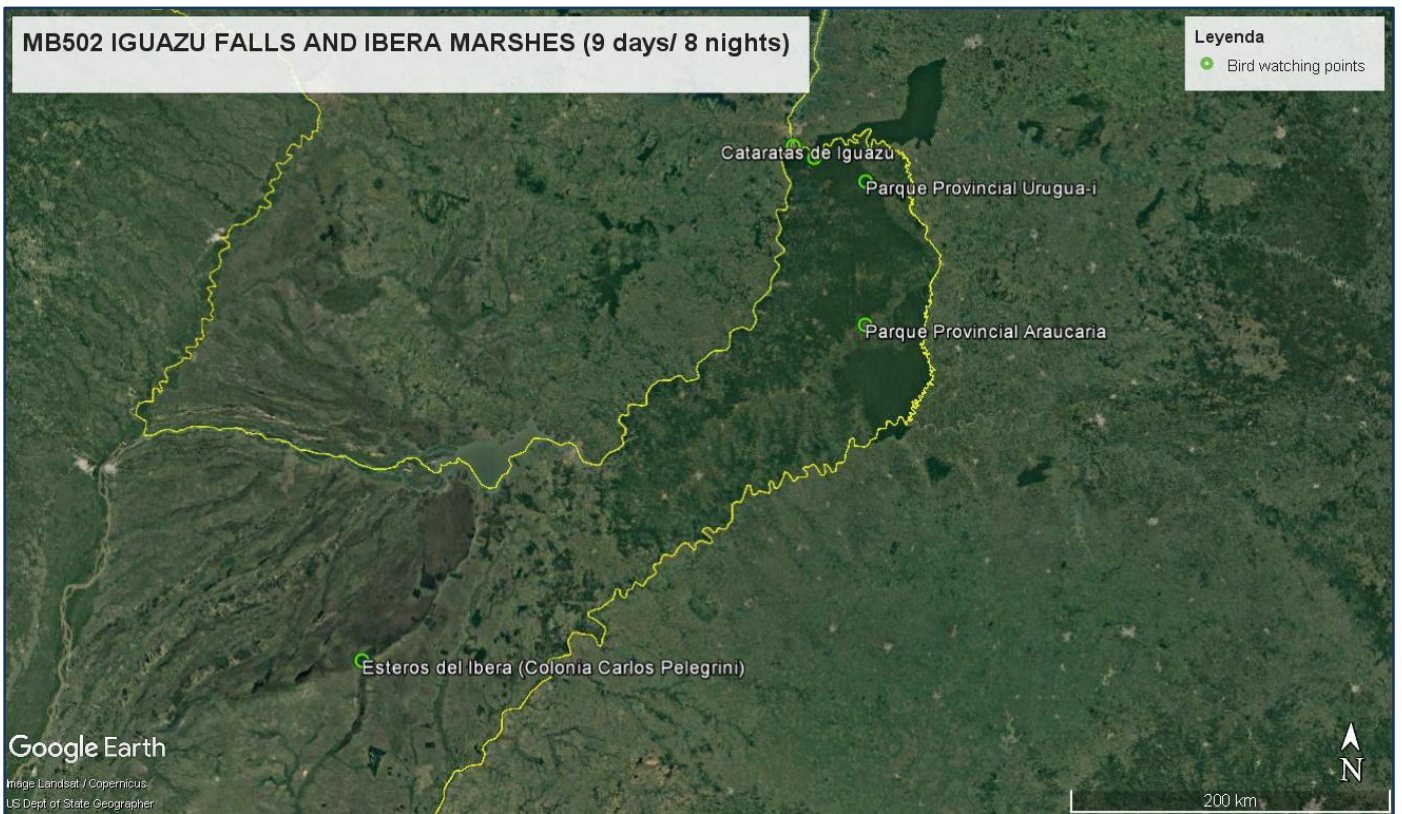 MB502 IGUAZU FALLS AND IBERA MARSHES (9 days/ 8 nights)
Leyenda
Bird watching points
Cataratas de Iguazú
Parque Provincial Urugua-i
Parque Provincial Araucaria
Esteros del Ibera (Colonia Carlos Pelegrini)
Google Earth
Image Landsat / Copernicus
US Dept of State Geographer
N
200 km